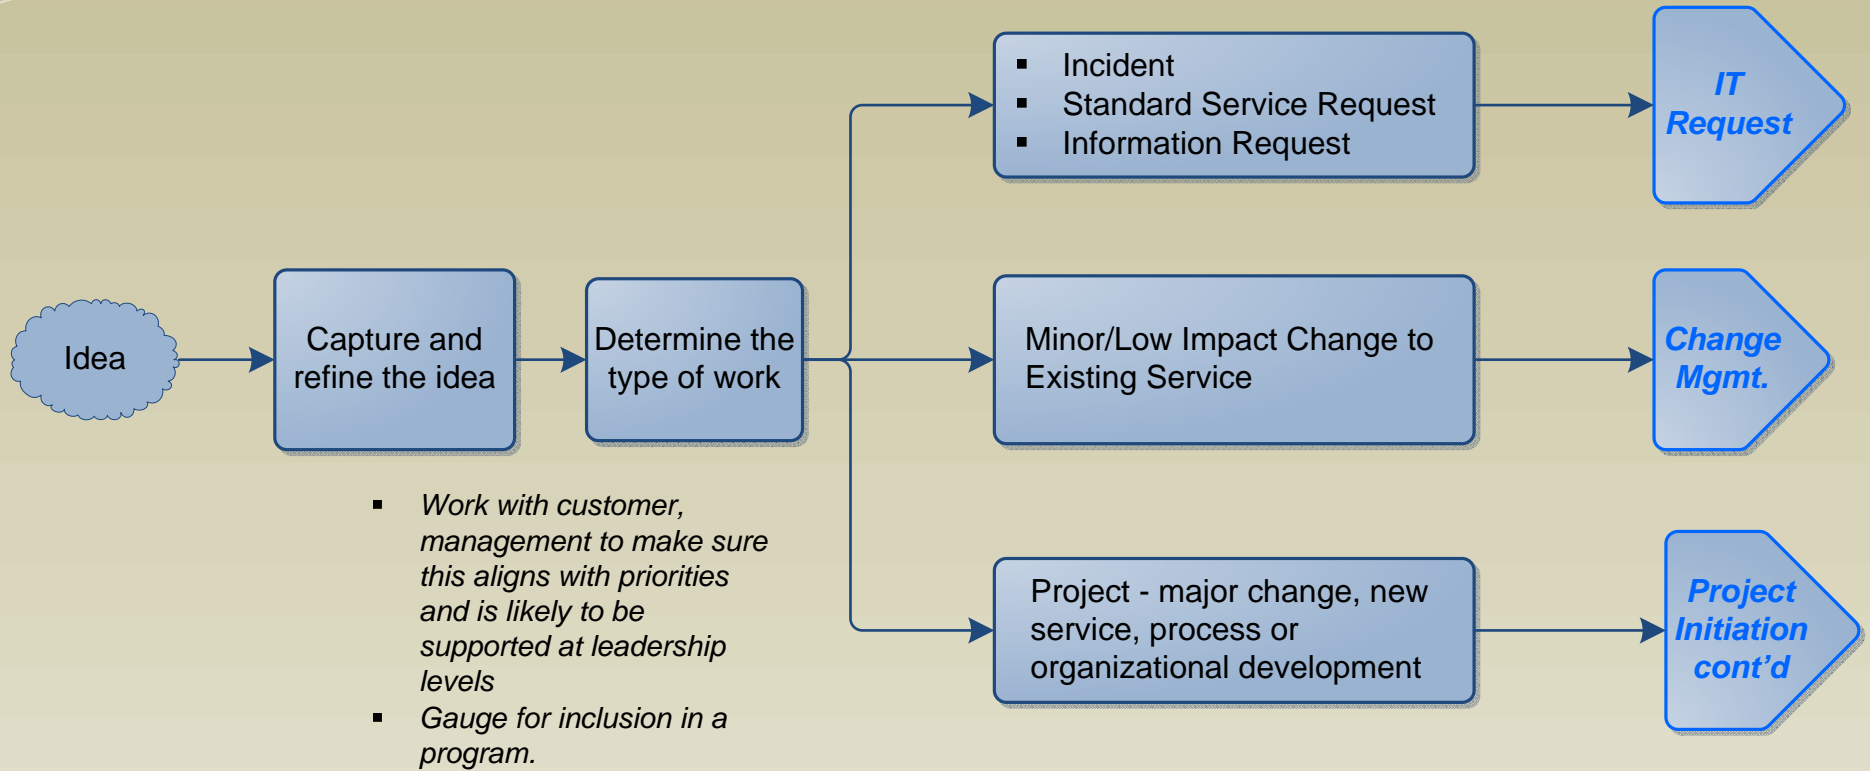 Idea
Capture and
refine the idea
Determine the
type of work
▪ Work with customer,
management to make sure
this aligns with priorities
and is likely to be
supported at leadership
levels
▪ Gauge for inclusion in a
program.
▪ Incident
▪ Standard Service Request
▪ Information Request
IT
Request
Minor/Low Impact Change to
Existing Service
Change
Mgmt.
Project - major change, new
service, process or
organizational development
Project
Initiation
cont’d